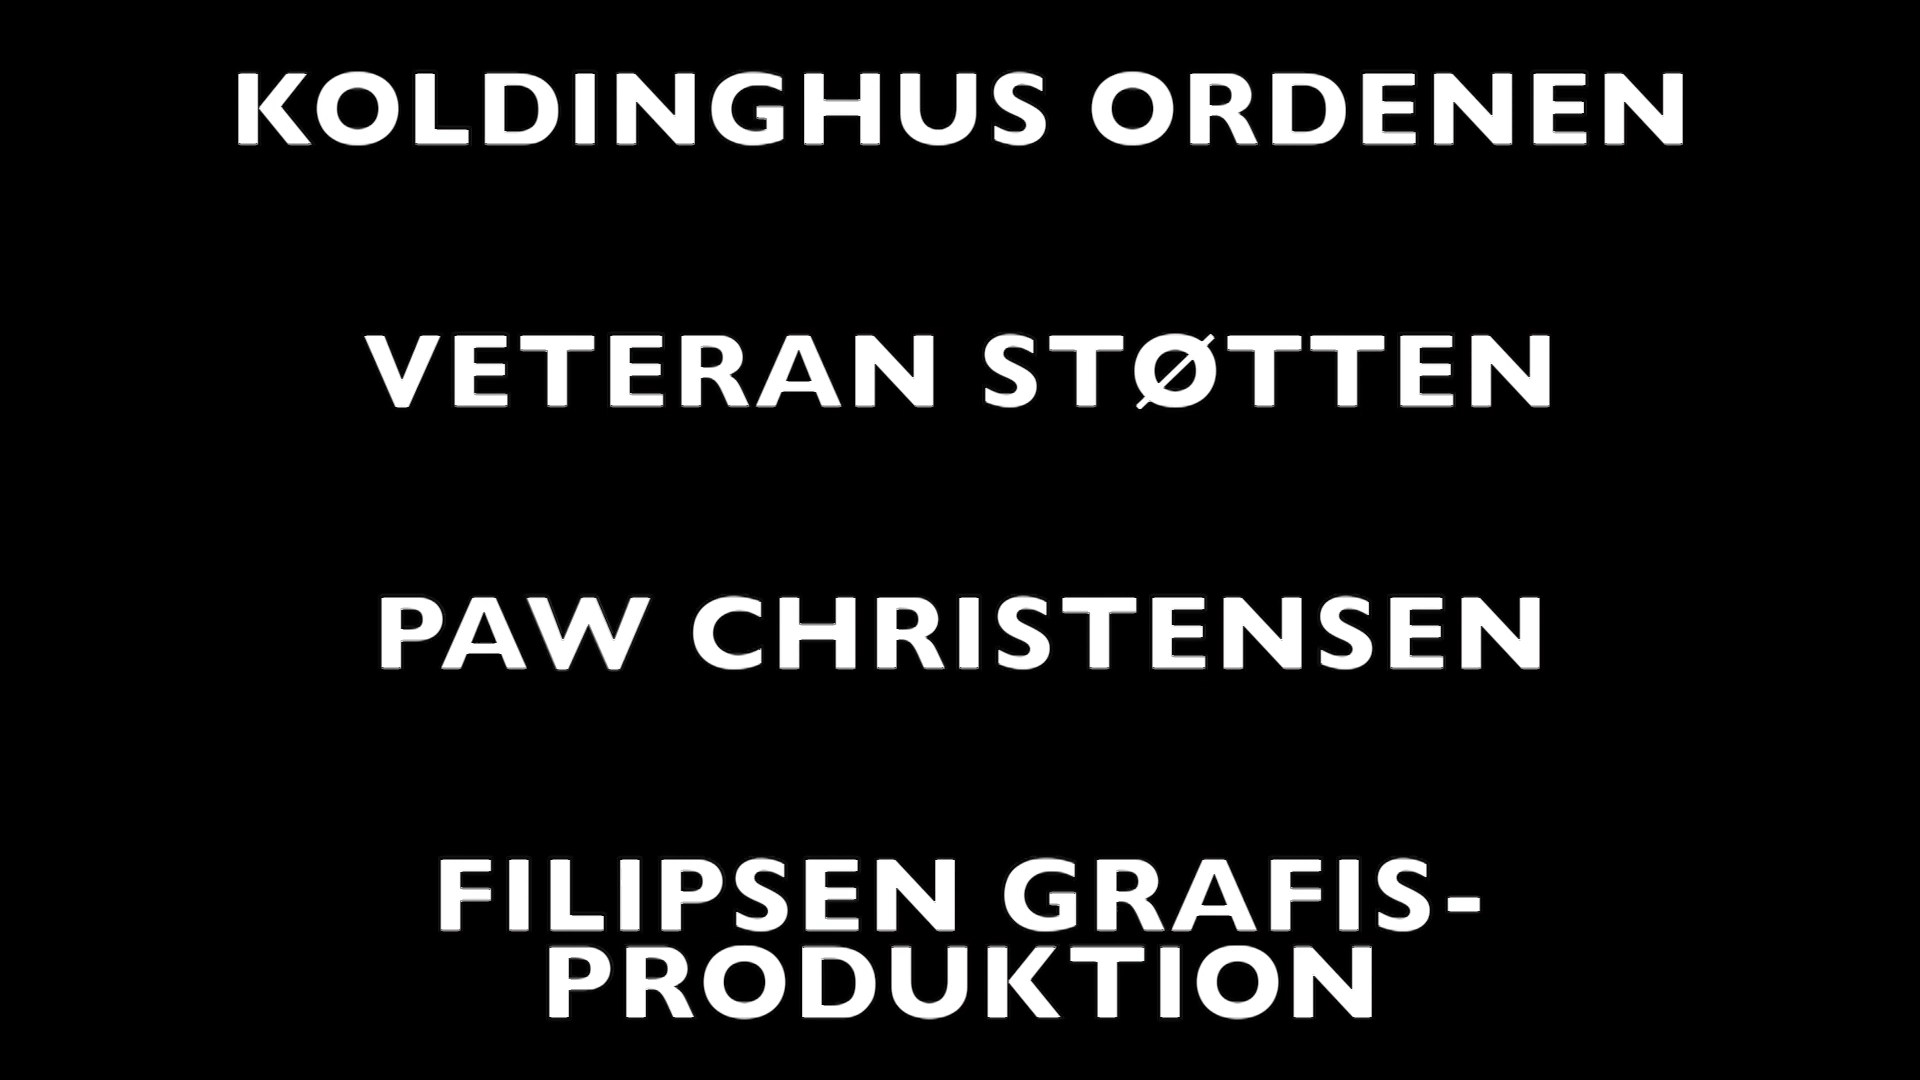 KOLDINGHUS ORDENEN
VETERAN STØTTEN
PAW CHRISTENSEN
FILIPSEN GRAFIS-
PRODUKTION